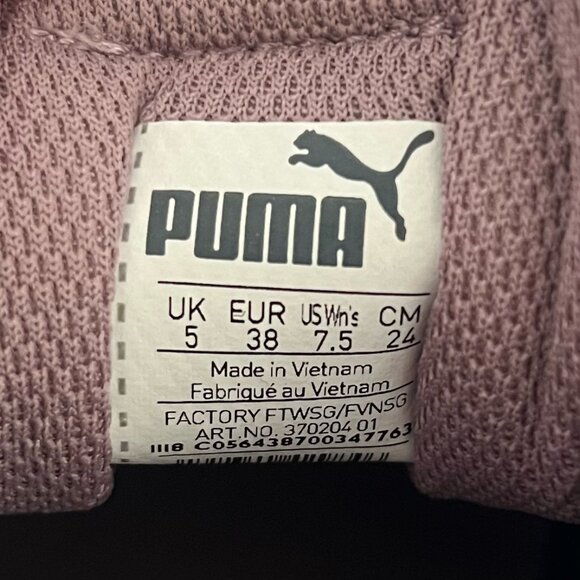 PUMA
UK EUR US Wn's CM
5 38 7.5 24
Made in Vietnam
Fabriqué au Vietnam
FACTORY FTWSG/FVNSG
ART.NO. 370204 01
1118 C056438700347763